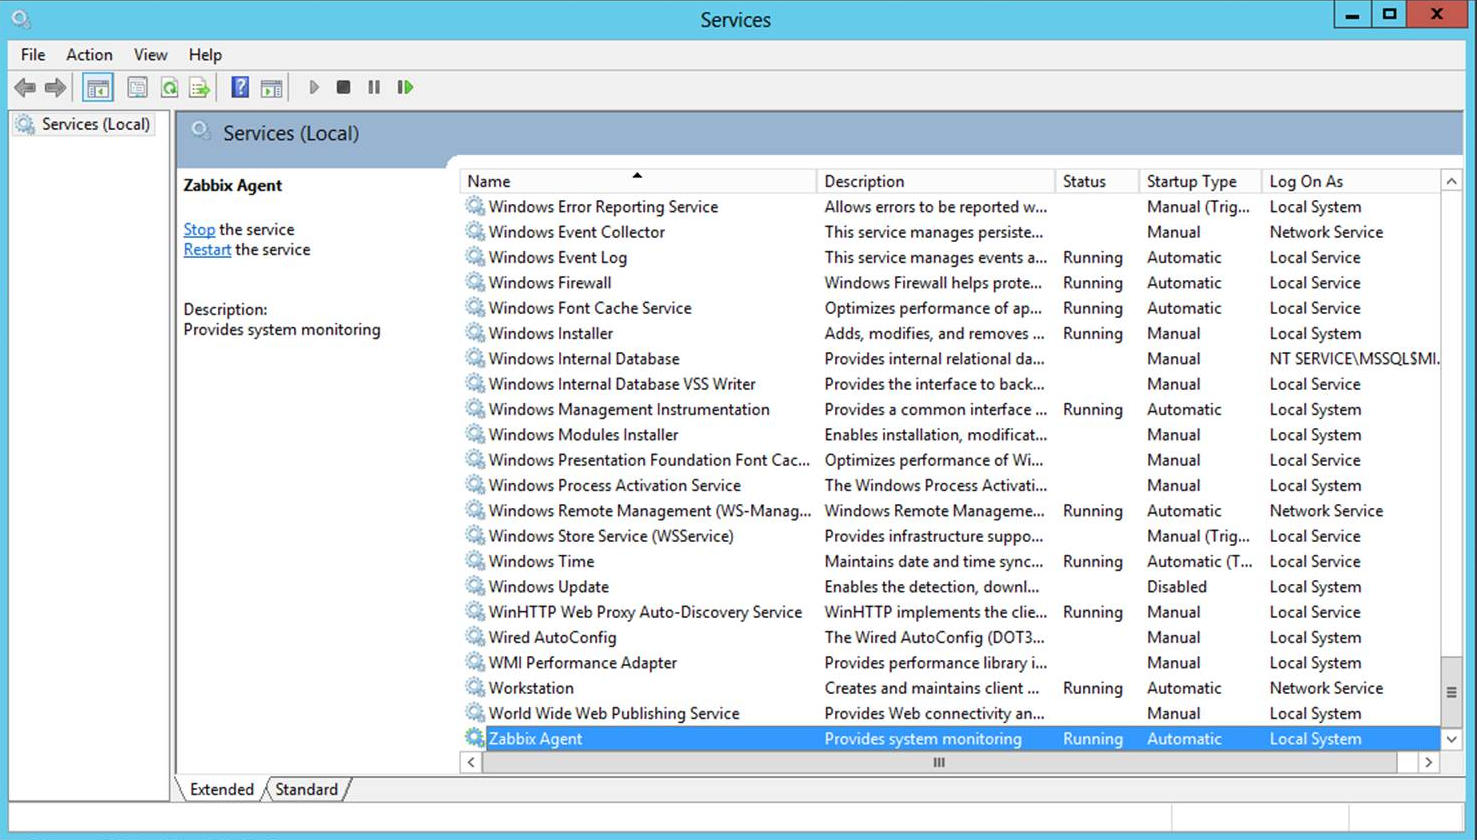 Services
File Action View Help
Services (Local)
Services (Local)
Zabbix Agent
Stop the service
Restart the service
Description:
Provides system monitoring
Name Description Status Startup Type Log On As
Windows Error Reporting Service Allows errors to be reported w... Manual (Trig... Local System
Windows Event Collector This service manages persiste... Manual Network Service
Windows Event Log This service manages events a... Running Automatic Local Service
Windows Firewall Windows Firewall helps prote... Running Automatic Local Service
Windows Font Cache Service Optimizes performance of ap... Running Automatic Local Service
Windows Installer Adds, modifies, and removes ... Running Manual Local System
Windows Internal Database Provides internal relational da... Manual NT SERVICE\MSSQL$MI.
Windows Internal Database VSS Writer Provides the interface to back... Manual Local Service
Windows Management Instrumentation Provides a common interface ... Running Automatic Local System
Windows Modules Installer Enables installation, modificat... Manual Local System
Windows Presentation Foundation Font Cac... Optimizes performance of Wi... Manual Local Service
Windows Process Activation Service The Windows Process Activati... Manual Local System
Windows Remote Management (WS-Manag... Windows Remote Manageme... Running Automatic Network Service
Windows Store Service (WSService) Provides infrastructure suppo... Manual (Trig... Local Service
Windows Time Maintains date and time sync... Running Automatic (T... Local Service
Windows Update Enables the detection, downl... Disabled Local System
WinHTTP Web Proxy Auto-Discovery Service WinHTTP implements the clie... Running Manual Local Service
Wired AutoConfig The Wired AutoConfig (DOT3... Manual Local System
WMI Performance Adapter Provides performance library i... Manual Local System
Workstation Creates and maintains client ... Running Automatic Network Service
World Wide Web Publishing Service Provides Web connectivity an... Manual Local System
Zabbix Agent Provides system monitoring Running Automatic Local System
Extended Standard